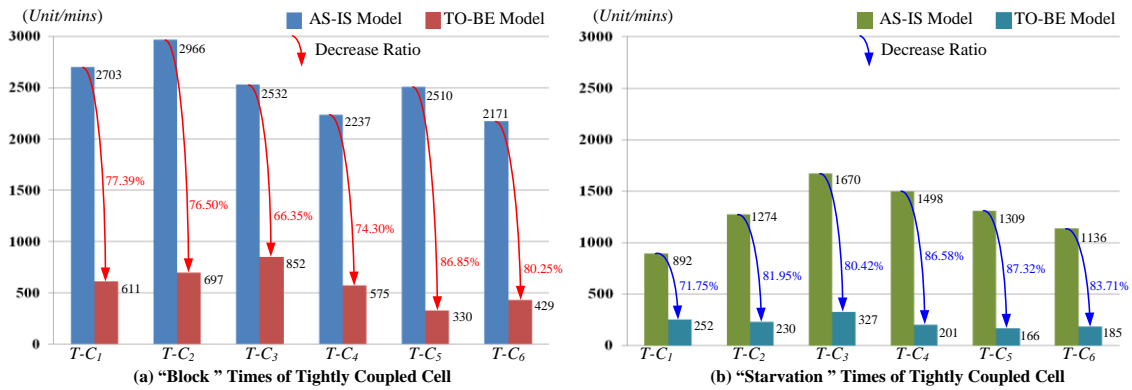 (Unit/mins)
AS-IS Model
TO-BE Model
Decrease Ratio
3000
2500
2000
1500
1000
500
0
2703
2966
2532
2237
2510
2171
77.39%
76.50%
66.35%
74.30%
86.85%
80.25%
611
697
852
575
330
429
T-C1
T-C2
T-C3
T-C4
T-C5
T-C6
(a) “Block ” Times of Tightly Coupled Cell
(Unit/mins)
AS-IS Model
TO-BE Model
Decrease Ratio
3000
2500
2000
1500
1000
500
0
892
1274
1670
1498
1309
1136
71.75%
81.95%
80.42%
86.58%
87.32%
83.71%
252
230
327
201
166
185
T-C1
T-C2
T-C3
T-C4
T-C5
T-C6
(b) “Starvation ” Times of Tightly Coupled Cell